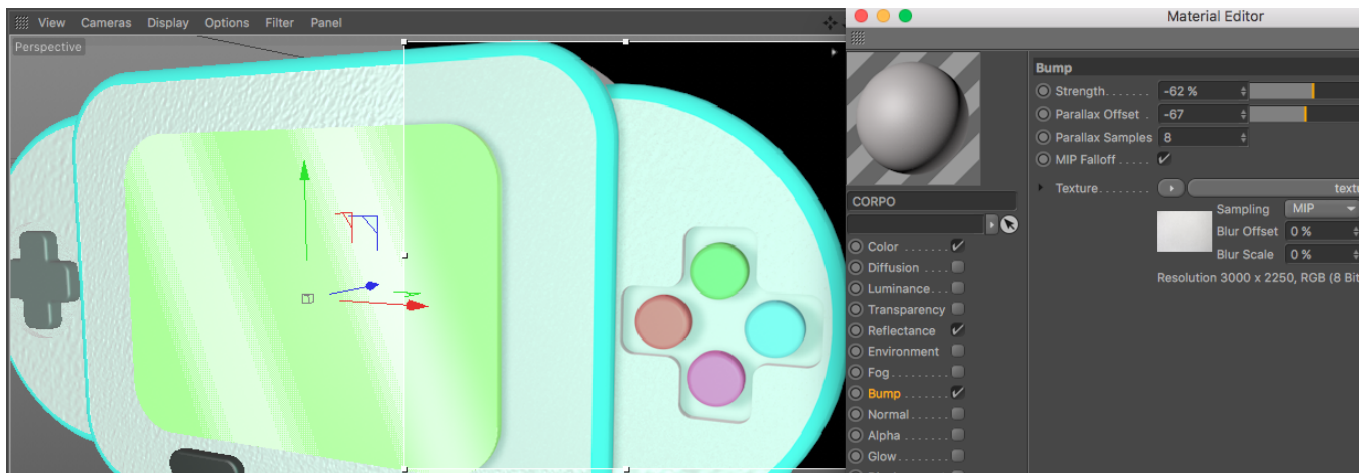 View Cameras Display Options Filter Panel
Perspective
Material Editor
CORPO
Color
Diffusion
Luminance
Transparency
Reflectance
Environment
Fog
Bump
Normal
Alpha
Glow
Bump
Strength -62 %
Parallax Offset -67
Parallax Samples 8
MIP Falloff
Texture
Sampling MIP
Blur Offset 0 %
Blur Scale 0 %
Resolution 3000 x 2250, RGB (8 Bit